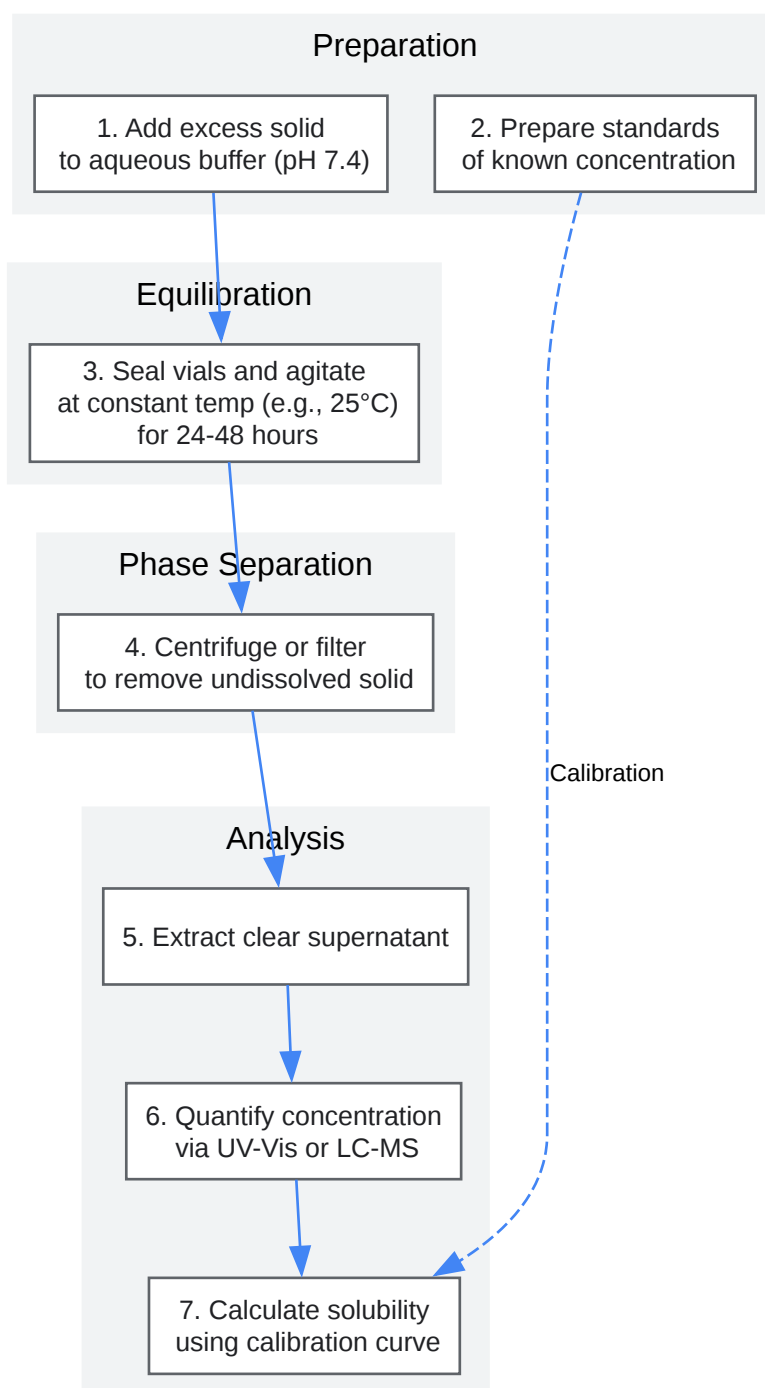 Preparation
1. Add excess solid
to aqueous buffer (pH 7.4)
2. Prepare standards
of known concentration
Equilibration
3. Seal vials and agitate
at constant temp (e.g., 25°C)
for 24-48 hours
Phase Separation
4. Centrifuge or filter
to remove undissolved solid
Calibration
Analysis
5. Extract clear supernatant
6. Quantify concentration
via UV-Vis or LC-MS
7. Calculate solubility
using calibration curve